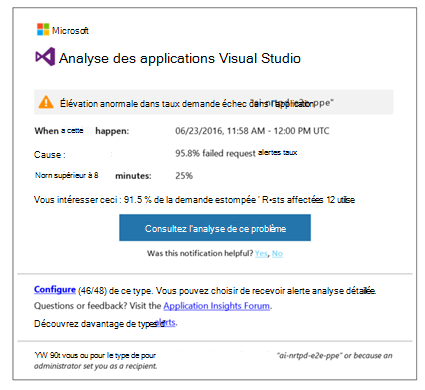 Microsoft
Analyse des applications Visual Studio
Élévation anormale dans taux demande échec dans l'application "ai-nrtpd-e2e-ppe"
When a cette happen: 06/23/2016, 11:58 AM - 12:00 PM UTC
Cause : 95.8% failed request alertes taux
Norn supérieur à 8 minutes: 25%
Vous intéresser ceci : 91.5 % de la demande estompée ' R•sts affectées 12 utilise
Consultez l'analyse de ce problème
Was this notification helpful? Yes, No
Configure (46/48) de ce type. Vous pouvez choisir de recevoir alerte analyse détaillée.
Questions or feedback? Visit the Application Insights Forum.
Découvrez davantage de types d' alerts.
YW 90t vous ou pour le type de pour "ai-nrtpd-e2e-ppe" or because an
administrator set you as a recipient.